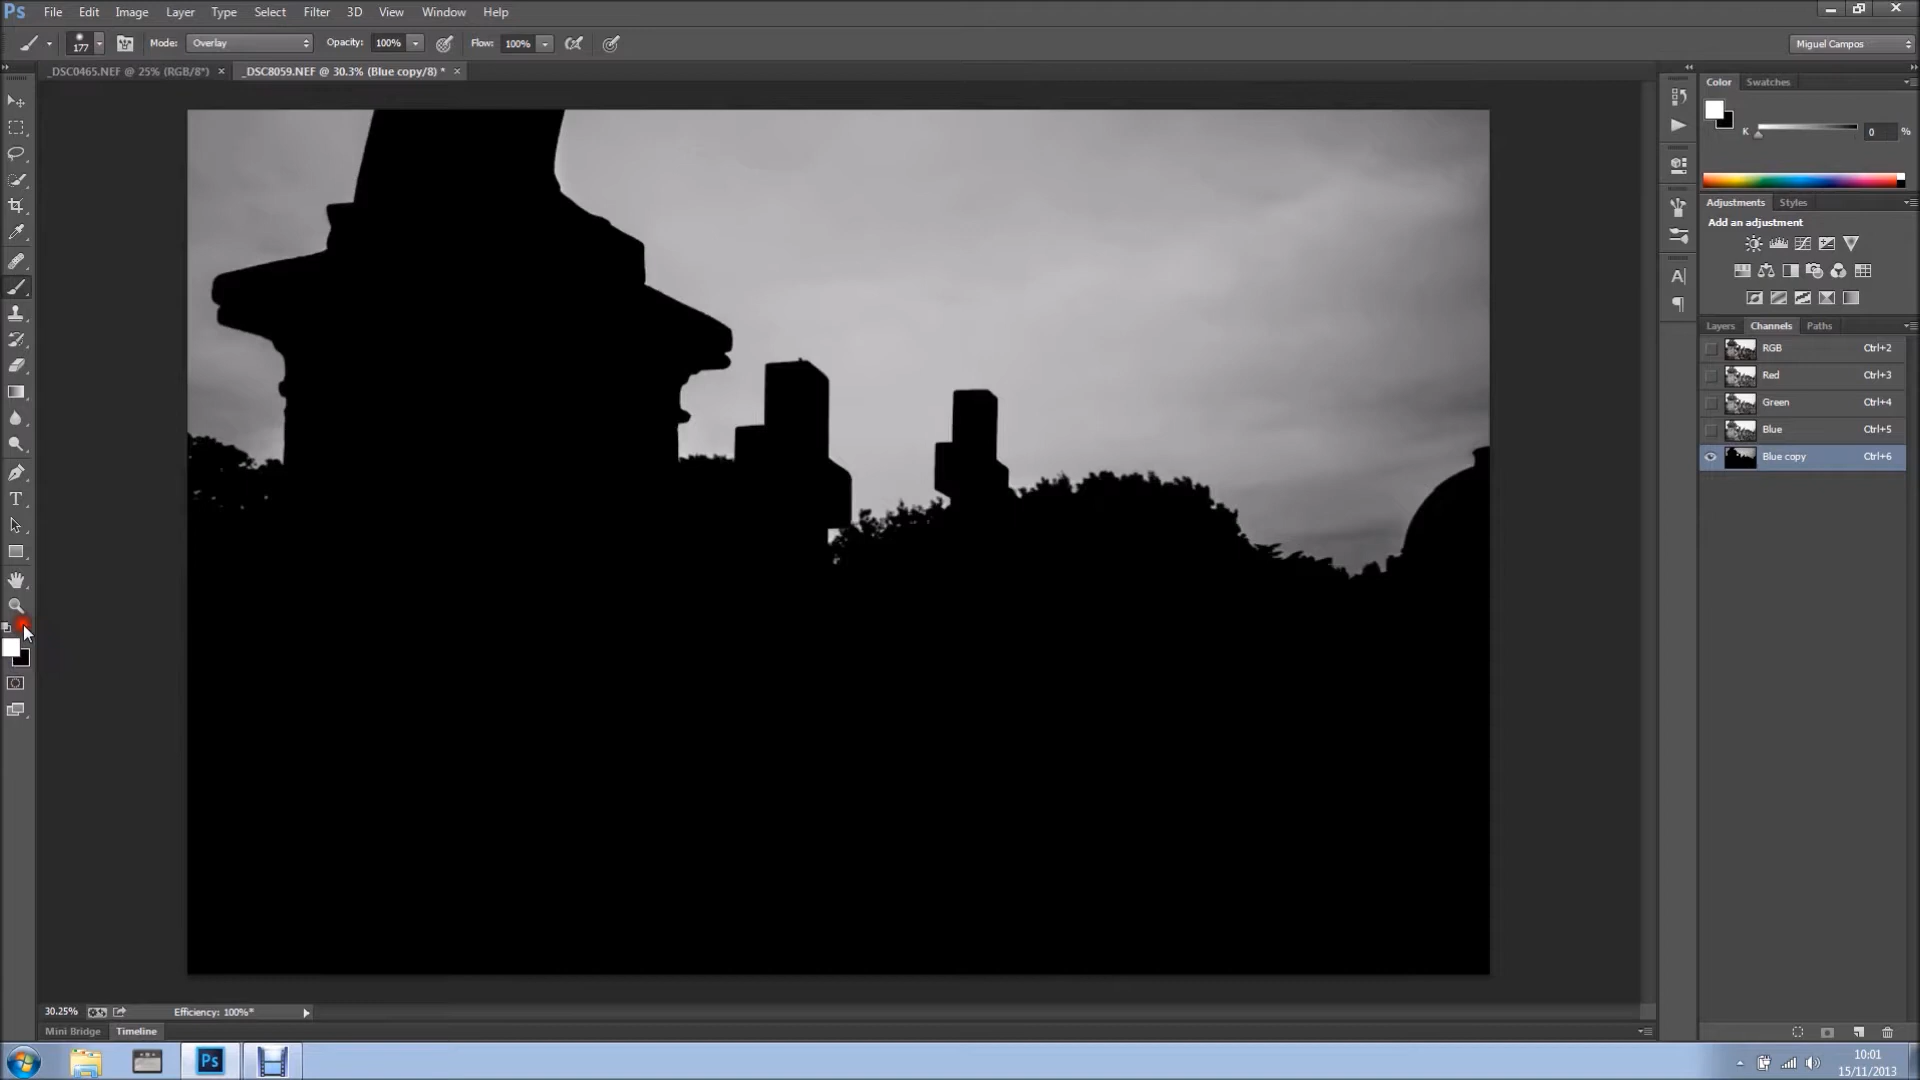 Ps File Edit Image Layer Type Select Filter 3D View Window Help
177 Mode: Overlay Opacity: 100% Flow: 100% Miguel Campos
_DSC0465.NEF @ 25% (RGB/8*) × _DSC8059.NEF @ 30.3% (Blue copy/8) * ×
Color Swatches
K 0 %
Adjustments Styles
Add an adjustment
Layers Channels Paths
RGB Ctrl+2
Red Ctrl+3
Green Ctrl+4
Blue Ctrl+5
Blue copy Ctrl+6
30.25% Efficiency: 100%*
Mini Bridge Timeline
Ps
10:01
15/11/2013